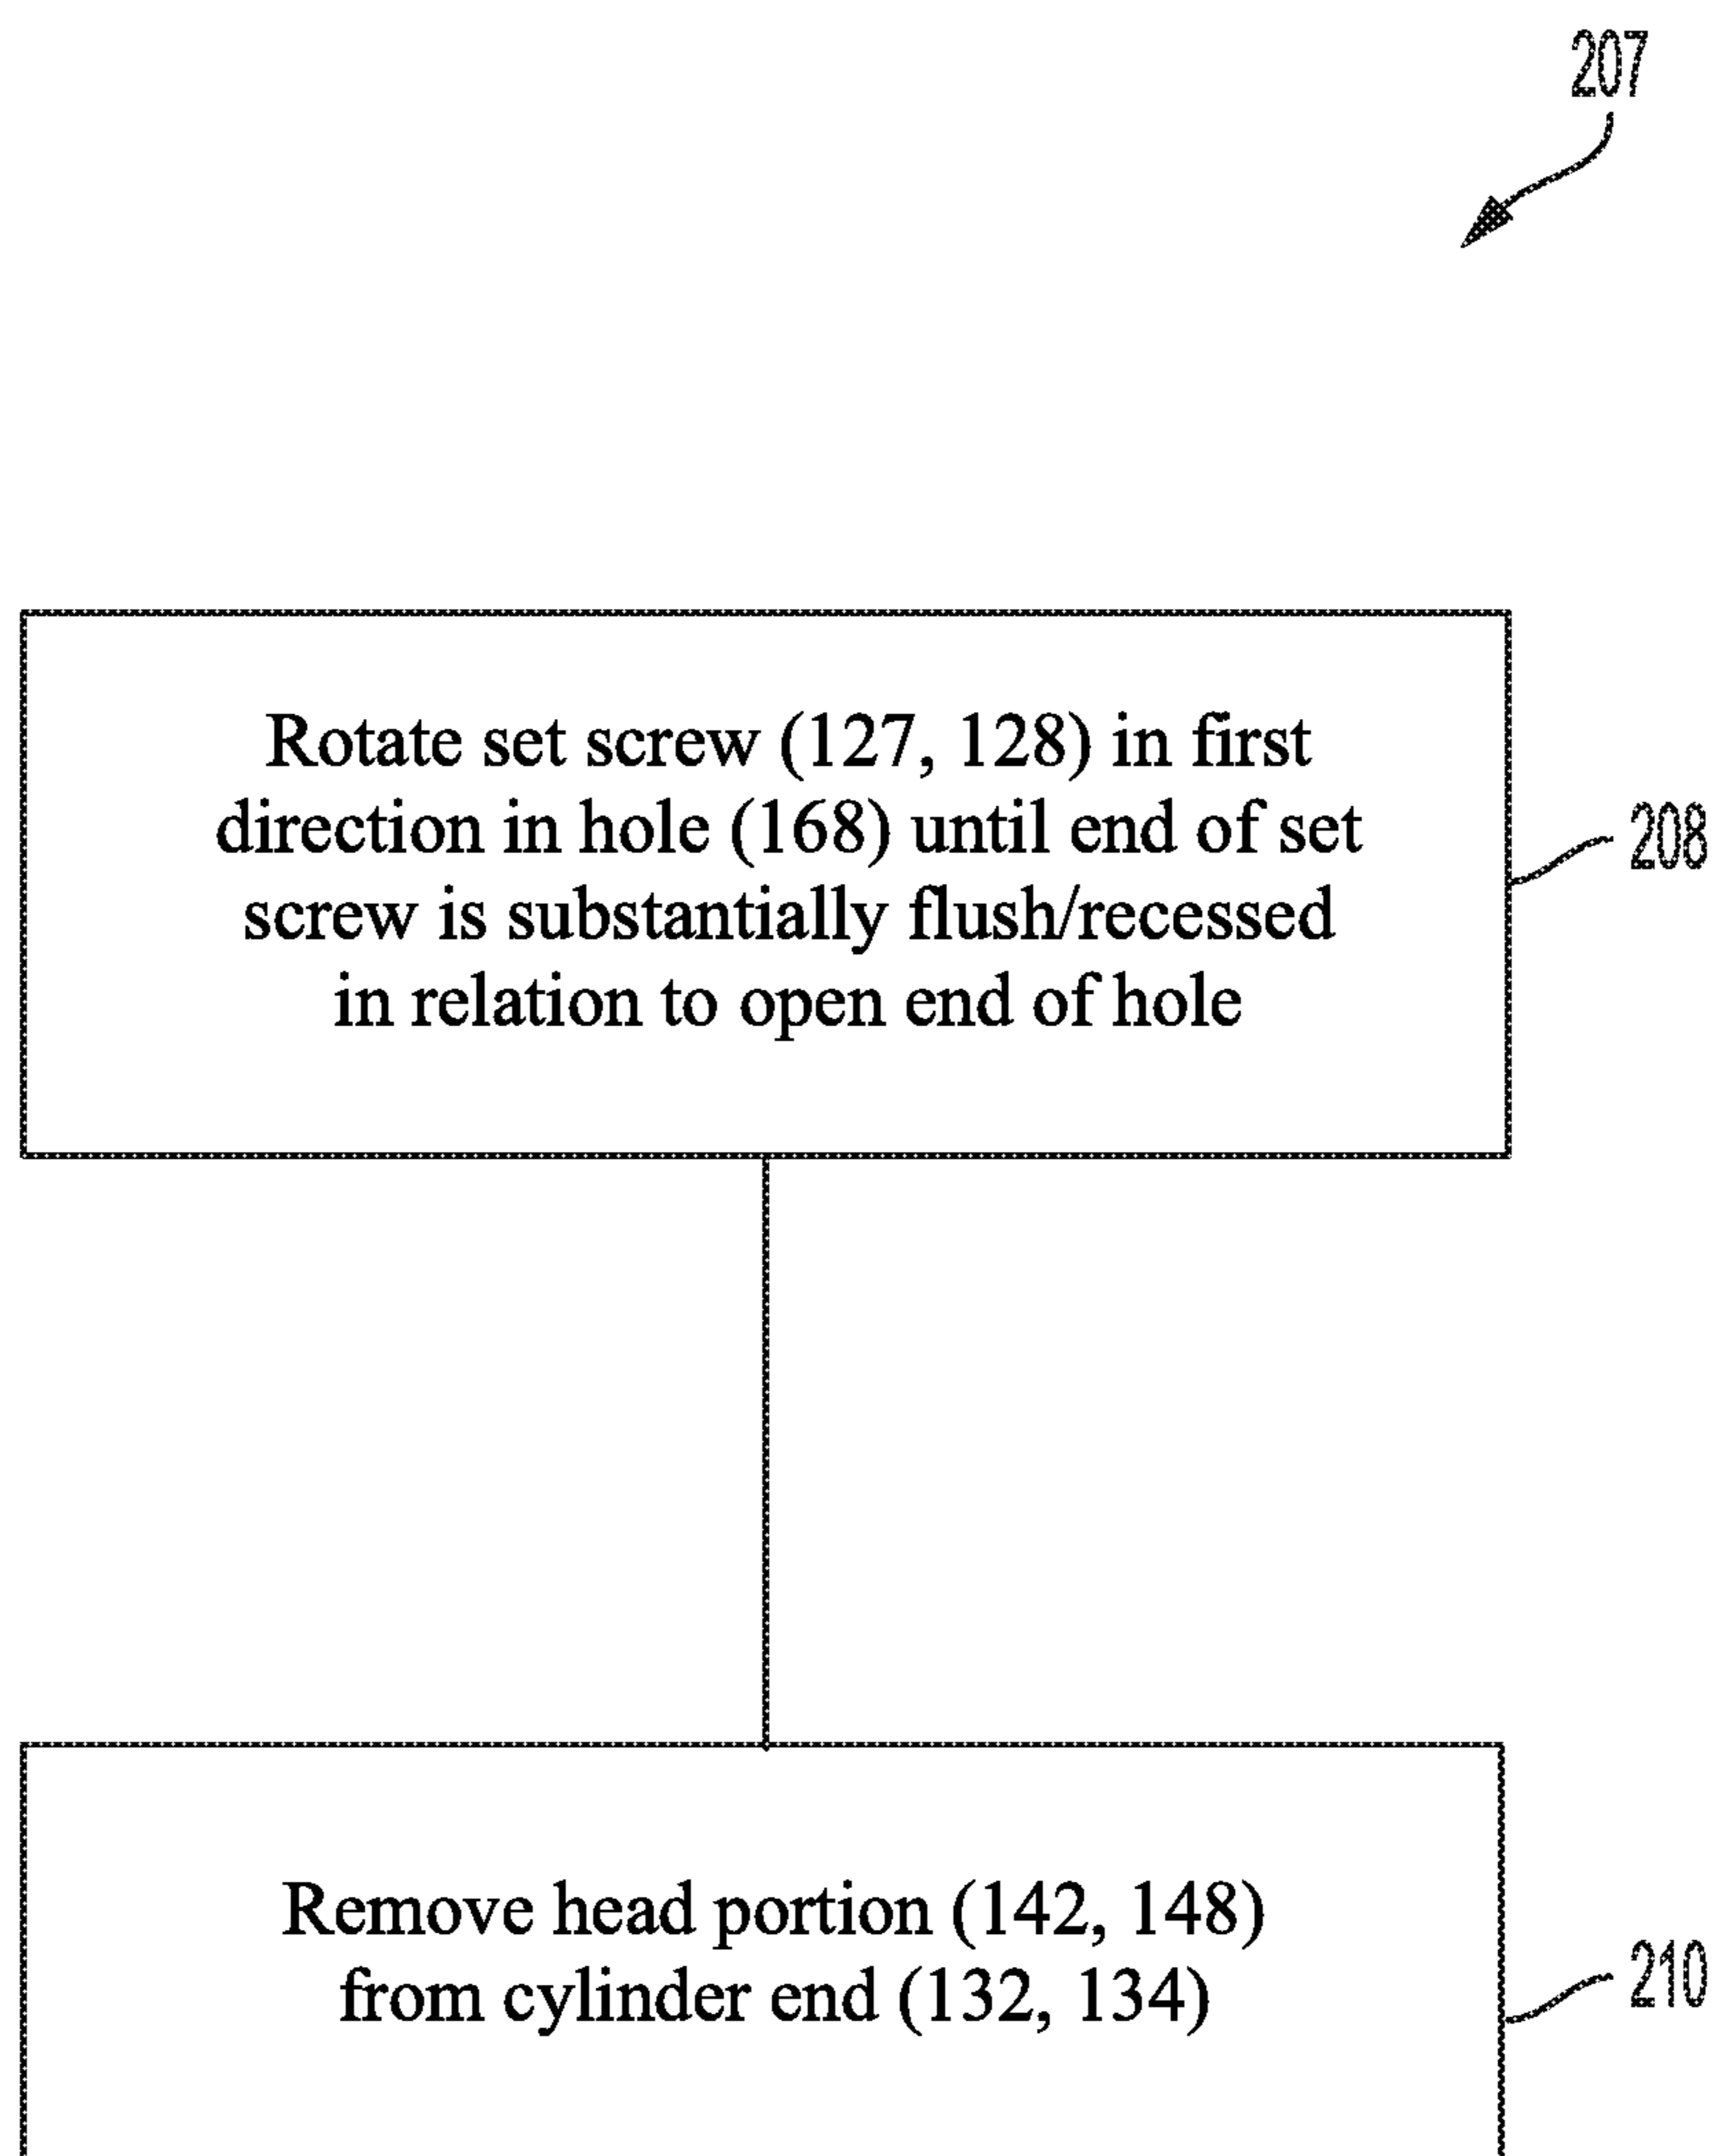 207
Rotate set screw (127, 128) in first
direction in hole (168) until end of set
screw is substantially flush/recessed
in relation to open end of hole
208
Remove head portion (142, 148)
from cylinder end (132, 134)
210